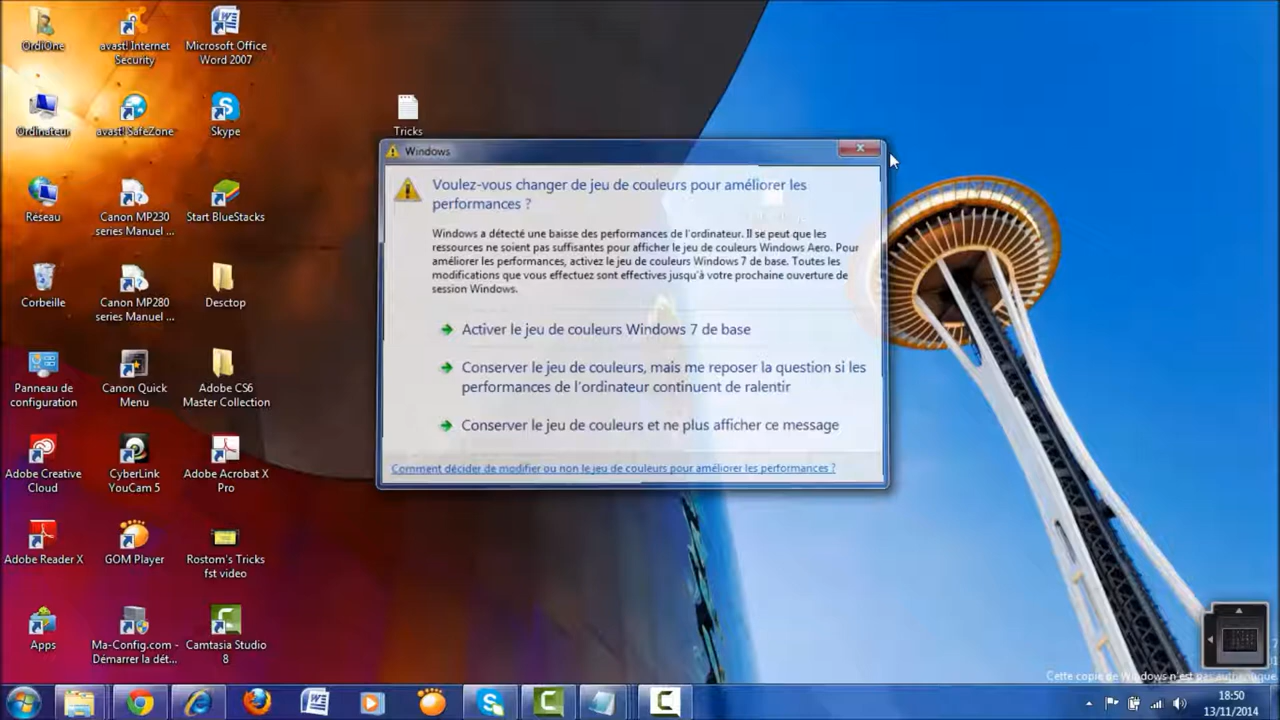 OrdiOne
avast! Internet
Security
Microsoft Office
Word 2007
Ordinateur
avast! SafeZone
Skype
Tricks
Réseau
Canon MP230
series Manuel ...
Start BlueStacks
Corbeille
Canon MP280
series Manuel ...
Desctop
Panneau de
configuration
Canon Quick
Menu
Adobe CS6
Master Collection
Adobe Creative
Cloud
CyberLink
YouCam 5
Adobe Acrobat X
Pro
Adobe Reader X
GOM Player
Rostom's Tricks
fst video
Apps
Ma-Config.com -
Démarrer la dét...
Camtasia Studio
8
Windows
Voulez-vous changer de jeu de couleurs pour améliorer les
performances ?
Windows a détecté une baisse des performances de l'ordinateur. Il se peut que les
ressources ne soient pas suffisantes pour afficher le jeu de couleurs Windows Aero. Pour
améliorer les performances, activez le jeu de couleurs Windows 7 de base. Toutes les
modifications que vous effectuez sont effectives jusqu'à votre prochaine ouverture de
session Windows.
Activer le jeu de couleurs Windows 7 de base
Conserver le jeu de couleurs, mais me reposer la question si les
performances de l'ordinateur continuent de ralentir
Conserver le jeu de couleurs et ne plus afficher ce message
Comment décider de modifier ou non le jeu de couleurs pour améliorer les performances ?
Cette copie de Windows n'est pas authentique
18:50
13/11/2014